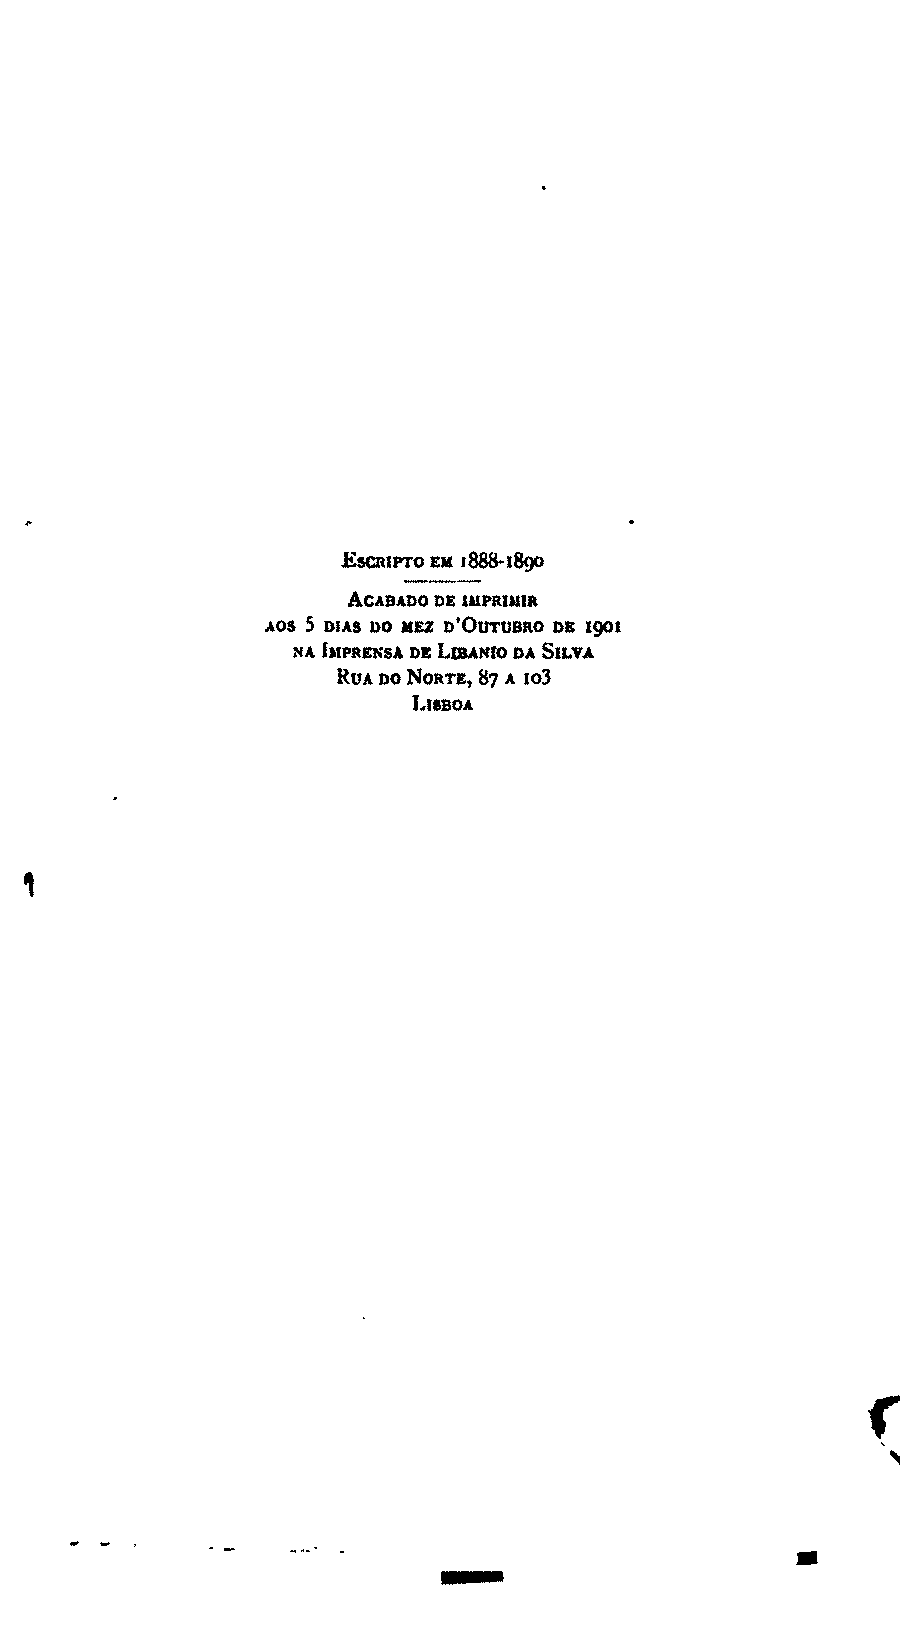 Escripto em 1888-1890
Acabado de imprimir
aos 5 dias do mez d'Outubro de 1901
na Imprensa de Libanio da Silva
Rua do Norte, 87 a 103
Lisboa